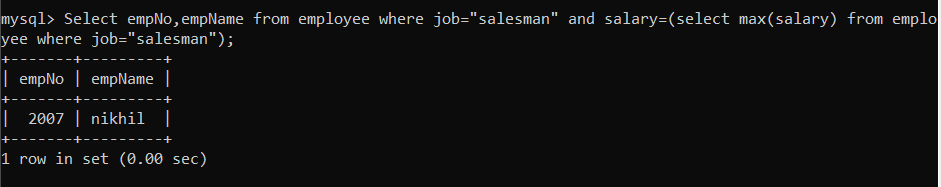 mysql> Select empNo,empName from employee where job="salesman" and salary=(select max(salary) from emplo
yee where job="salesman");
+-------+---------+
| empNo | empName |
+-------+---------+
|  2007 | nikhil  |
+-------+---------+
1 row in set (0.00 sec)